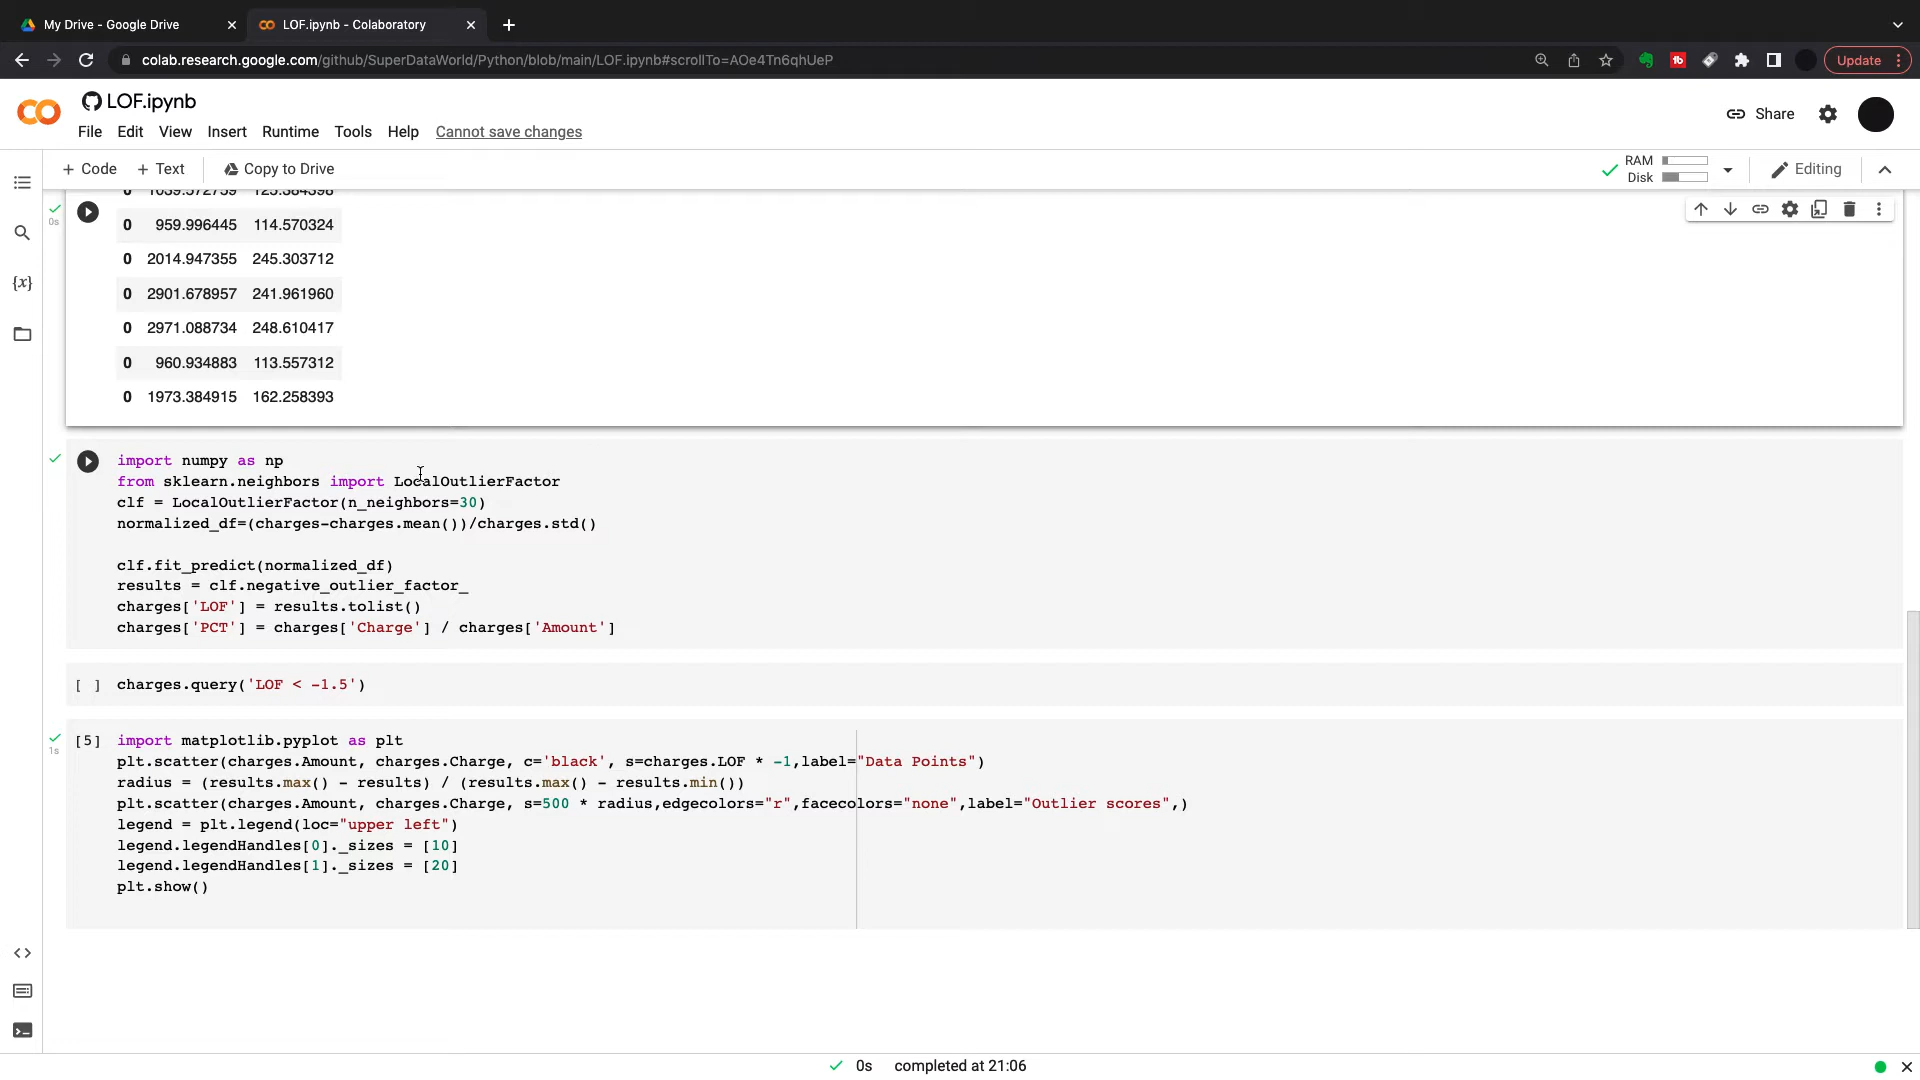 My Drive - Google Drive
LOF.ipynb - Colaboratory
colab.research.google.com/github/SuperDataWorld/Python/blob/main/LOF.ipynb#scrollTo=AOe4Tn6qhUeP
Update
LOF.ipynb
File Edit View Insert Runtime Tools Help Cannot save changes
Share
+ Code + Text Copy to Drive
RAM
Disk
Editing
0 1039.572759 125.384398
0s
0 959.996445 114.570324
0 2014.947355 245.303712
0 2901.678957 241.961960
0 2971.088734 248.610417
0 960.934883 113.557312
0 1973.384915 162.258393
import numpy as np
from sklearn.neighbors import LocalOutlierFactor
clf = LocalOutlierFactor(n_neighbors=30)
normalized_df=(charges-charges.mean())/charges.std()
clf.fit_predict(normalized_df)
results = clf.negative_outlier_factor_
charges['LOF'] = results.tolist()
charges['PCT'] = charges['Charge'] / charges['Amount']
[ ] charges.query('LOF < -1.5')
[5] import matplotlib.pyplot as plt
1s
plt.scatter(charges.Amount, charges.Charge, c='black', s=charges.LOF * -1,label="Data Points")
radius = (results.max() - results) / (results.max() - results.min())
plt.scatter(charges.Amount, charges.Charge, s=500 * radius,edgecolors="r",facecolors="none",label="Outlier scores",)
legend = plt.legend(loc="upper left")
legend.legendHandles[0]._sizes = [10]
legend.legendHandles[1]._sizes = [20]
plt.show()
0s completed at 21:06